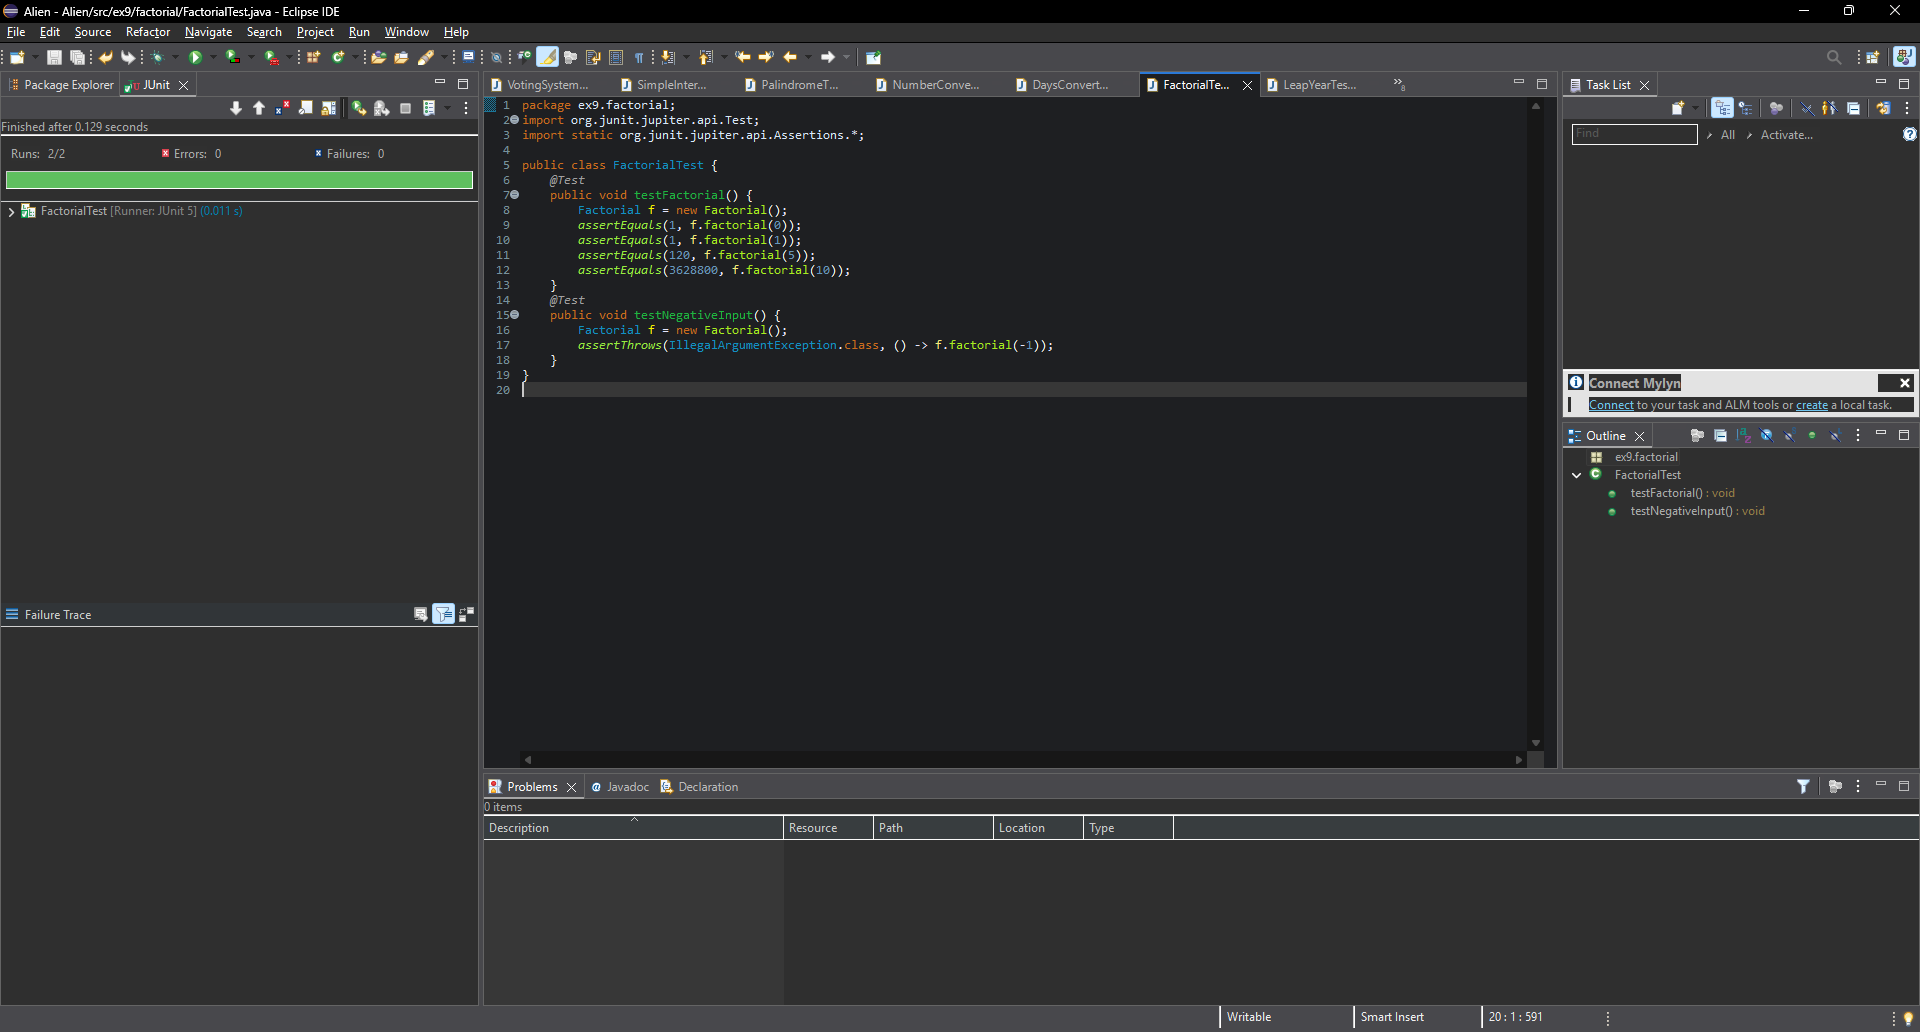 Alien - Alien/src/ex9/factorial/FactorialTest.java - Eclipse IDE
File Edit Source Refactor Navigate Search Project Run Window Help
Package Explorer JUnit
Finished after 0.129 seconds
Runs: 2/2 Errors: 0 Failures: 0
FactorialTest [Runner: JUnit 5] (0.011 s)
Failure Trace
VotingSystem... SimpleInter... PalindromeT... NumberConve... DaysConvert... FactorialTe... LeapYearTes... »8
1 package ex9.factorial;
2 import org.junit.jupiter.api.Test;
3 import static org.junit.jupiter.api.Assertions.*;
4
5 public class FactorialTest {
6 @Test
7 public void testFactorial() {
8 Factorial f = new Factorial();
9 assertEquals(1, f.factorial(0));
10 assertEquals(1, f.factorial(1));
11 assertEquals(120, f.factorial(5));
12 assertEquals(3628800, f.factorial(10));
13 }
14 @Test
15 public void testNegativeInput() {
16 Factorial f = new Factorial();
17 assertThrows(IllegalArgumentException.class, () -> f.factorial(-1));
18 }
19 }
20
Task List
Find All Activate...
Connect Mylyn
Connect to your task and ALM tools or create a local task.
Outline
ex9.factorial
FactorialTest
testFactorial() : void
testNegativeInput() : void
Problems Javadoc Declaration
0 items
Description Resource Path Location Type
Writable Smart Insert 20 : 1 : 591